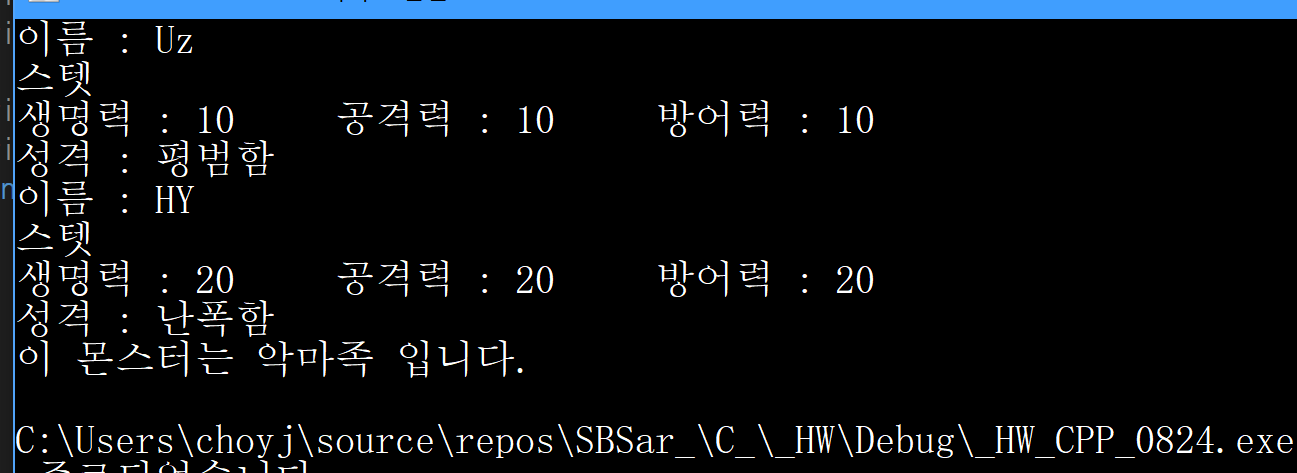 이름 : Uz
스텟
생명력 : 10 공격력 : 10 방어력 : 10
성격 : 평범함
이름 : HY
스텟
생명력 : 20 공격력 : 20 방어력 : 20
성격 : 난폭함
이 몬스터는 악마족 입니다.
C:\Users\choyj\source\repos\SBSar_\C_\_HW\Debug\_HW_CPP_0824.exe